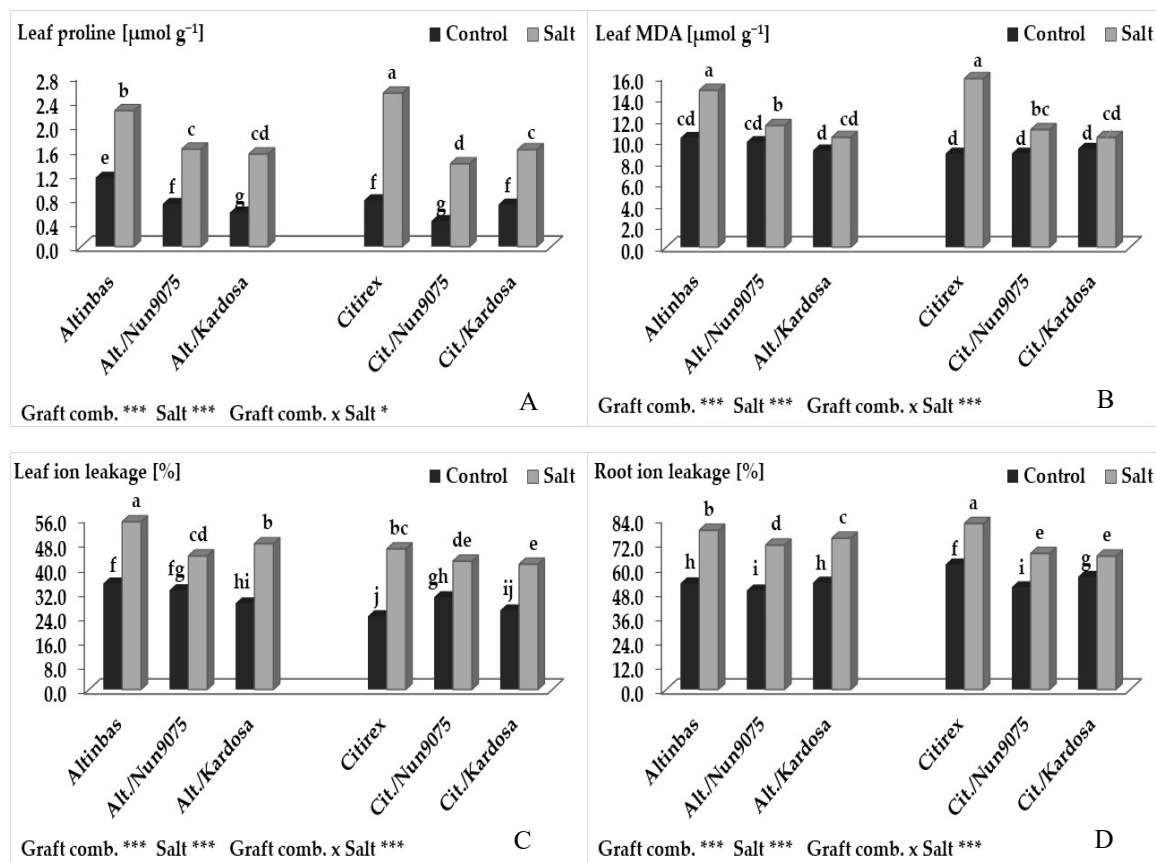 Leaf proline [μmol g⁻¹]
Control Salt
2.8
2.4
2.0
1.6
1.2
0.8
0.4
0.0
e b f c g cd f a g d f c
Altinbas
Alt./Nun9075
Alt./Kardosa
Citirex
Cit./Nun9075
Cit./Kardosa
Graft comb. *** Salt *** Graft comb. x Salt *
A
Leaf MDA [μmol g⁻¹]
Control Salt
16.0
14.0
12.0
10.0
8.0
6.0
4.0
2.0
0.0
cd a cd b d cd d a d bc d cd
Altinbas
Alt./Nun9075
Alt./Kardosa
Citirex
Cit./Nun9075
Cit./Kardosa
Graft comb. *** Salt *** Graft comb. x Salt ***
B
Leaf ion leakage [%]
Control Salt
56.0
48.0
40.0
32.0
24.0
16.0
8.0
0.0
f a fg cd hi b j bc gh de ij e
Altinbas
Alt./Nun9075
Alt./Kardosa
Citirex
Cit./Nun9075
Cit./Kardosa
Graft comb. *** Salt *** Graft comb. x Salt ***
C
Root ion leakage [%]
Control Salt
84.0
72.0
60.0
48.0
36.0
24.0
12.0
0.0
h b i d h c f a i e g e
Altinbas
Alt./Nun9075
Alt./Kardosa
Citirex
Cit./Nun9075
Cit./Kardosa
Graft comb. *** Salt *** Graft comb. x Salt ***
D